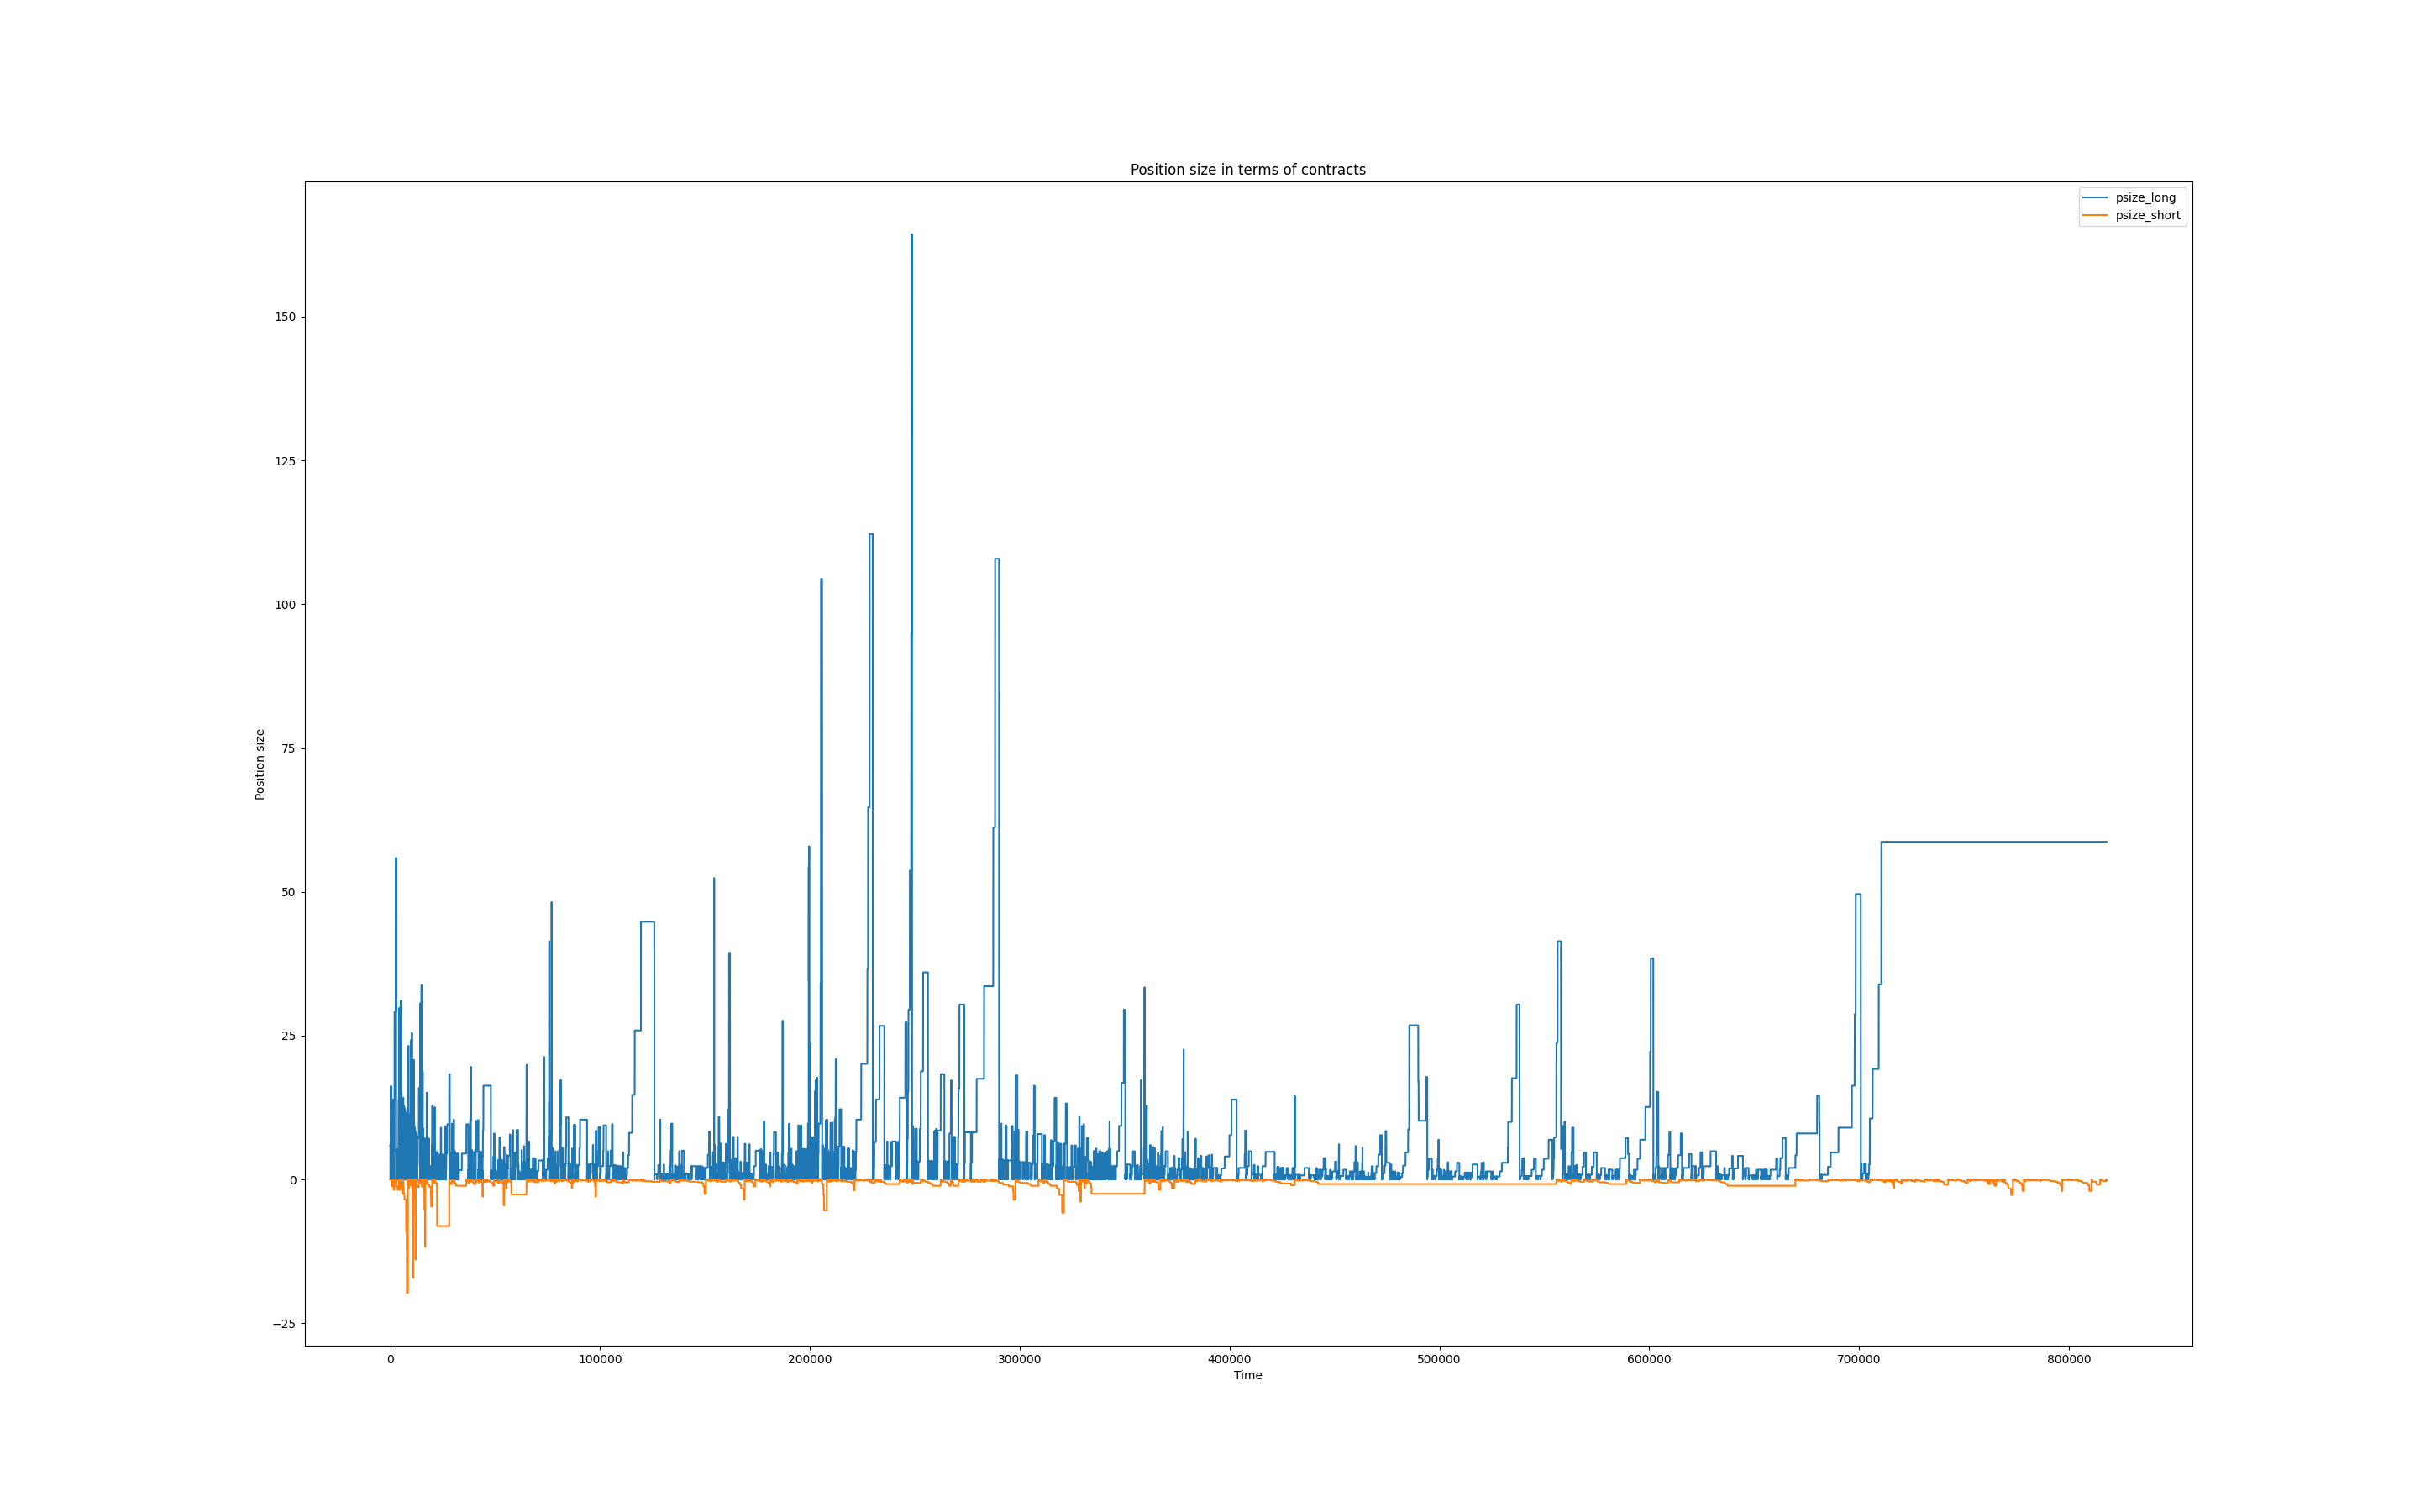 Position size in terms of contracts
psize_long
psize_short
Position size
150
125
100
75
50
25
0
−25
0 100000 200000 300000 400000 500000 600000 700000 800000
Time